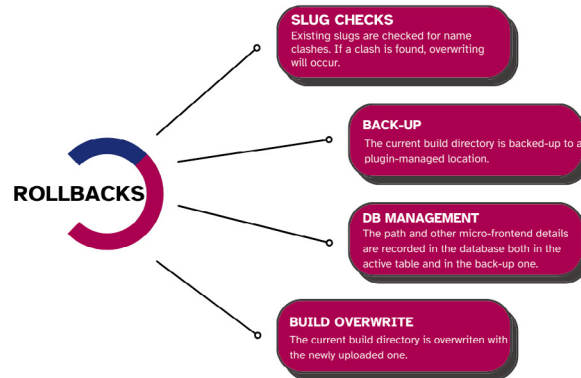 SLUG CHECKS
Existing slugs are checked for name
clashes. If a clash is found, overwriting
will occur.
BACK-UP
The current build directory is backed-up to a
plugin-managed location.
ROLLBACKS
DB MANAGEMENT
The path and other micro-frontend details
are recorded in the database both in the
active table and in the back-up one.
BUILD OVERWRITE
The current build directory is overwriten with
the newly uploaded one.